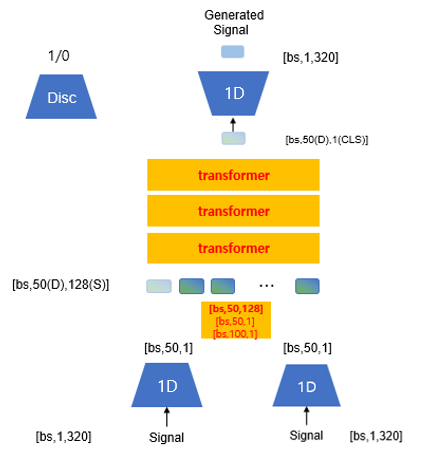 Generated
Signal
1/0
[bs,1,320]
Disc
1D
[bs,50(D),1(CLS)]
transformer
transformer
transformer
[bs,50(D),128(S)]
...
[bs,50,128]
[bs,50,1]
[bs,100,1]
[bs,50,1]
[bs,50,1]
1D
1D
[bs,1,320]
Signal
Signal
[bs,1,320]